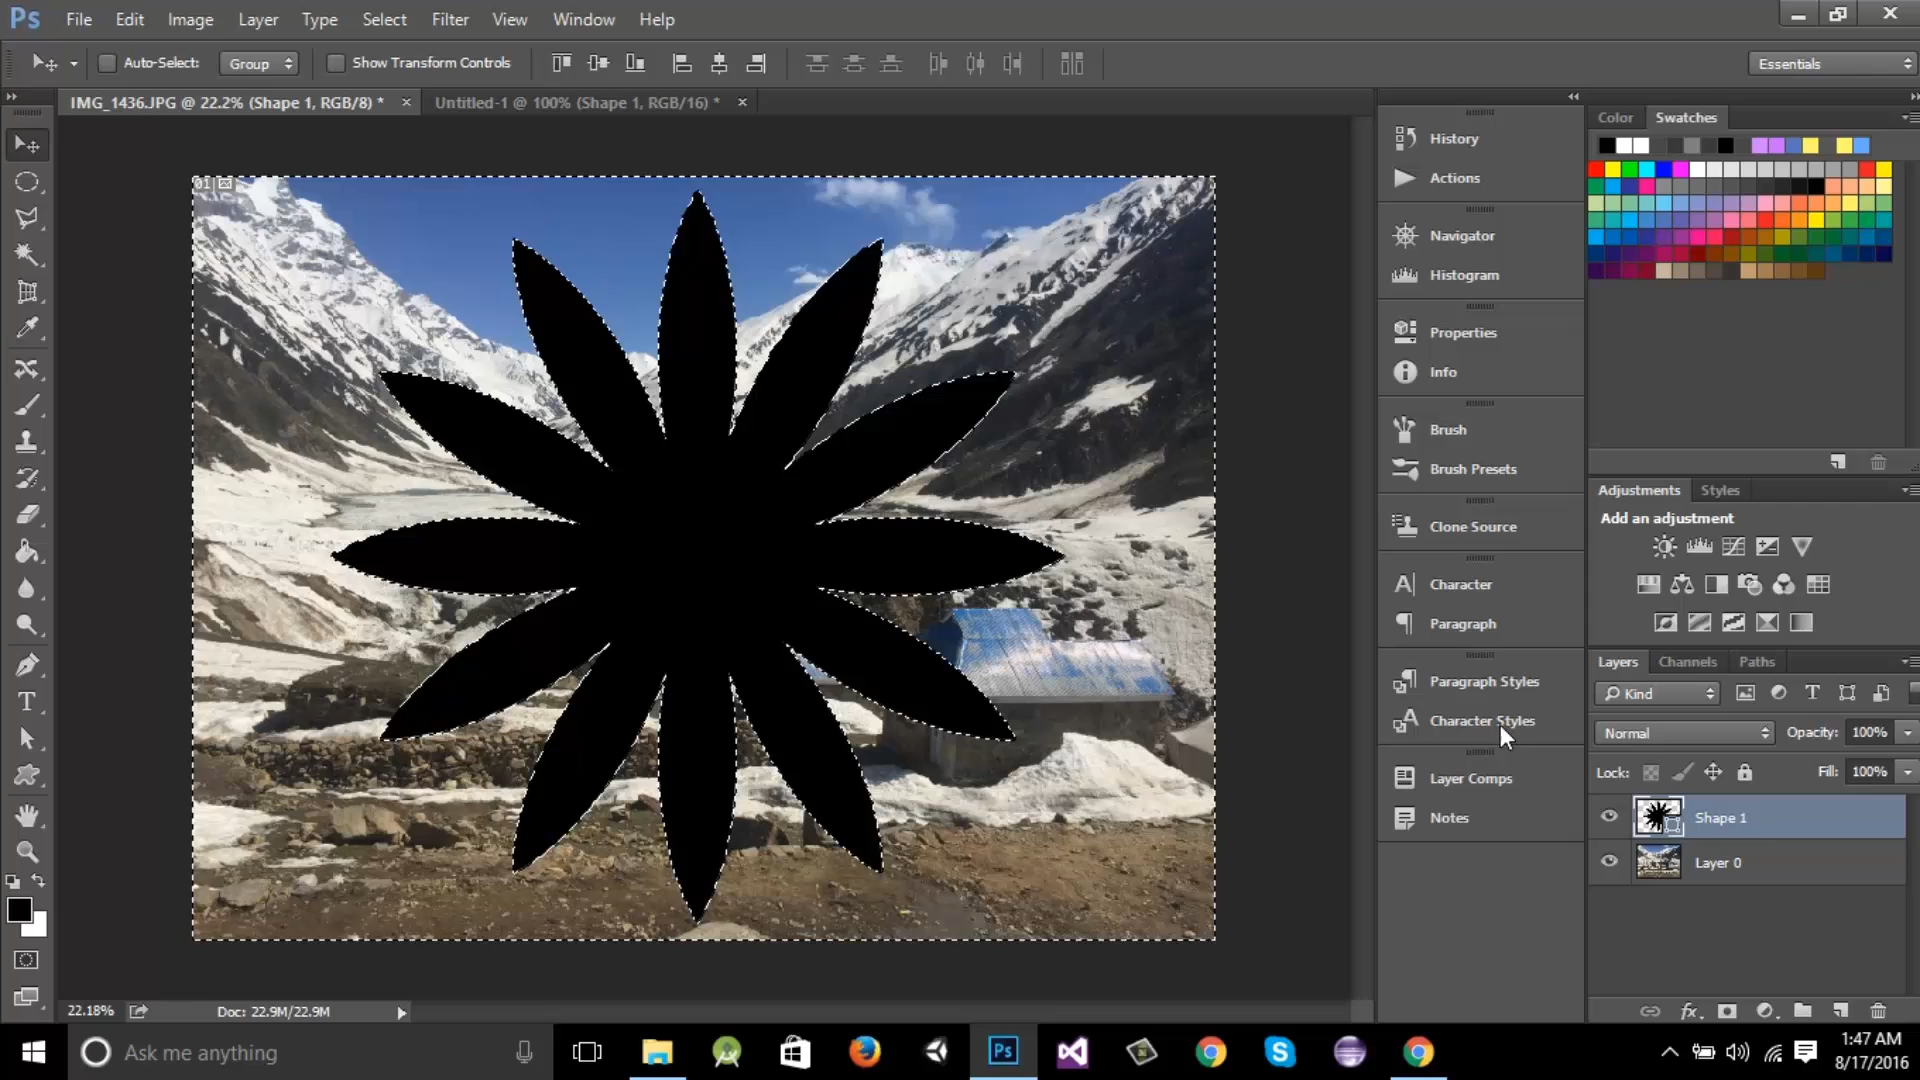 Ps File Edit Image Layer Type Select Filter View Window Help
Auto-Select: Group Show Transform Controls Essentials
IMG_1436.JPG @ 22.2% (Shape 1, RGB/8) * Untitled-1 @ 100% (Shape 1, RGB/16) *
01
History
Actions
Navigator
Histogram
Properties
Info
Brush
Brush Presets
Clone Source
Character
Paragraph
Paragraph Styles
Character Styles
Layer Comps
Notes
Color Swatches
Adjustments Styles
Add an adjustment
Layers Channels Paths
Kind
Normal Opacity: 100%
Lock: Fill: 100%
Shape 1
Layer 0
22.18% Doc: 22.9M/22.9M
Ask me anything
Ps
1:47 AM
8/17/2016